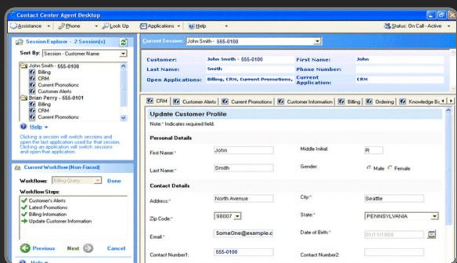 Contact Center Agent Desktop
Assistance Phone Look Up Applications Help Status: On Call - Active
Session Explorer - 2 Session(s)
Sort By: Session - Customer Name
John Smith - 555-0108
Billing
CRM
Current Promotions
Customer Alerts
Brian Perry - 555-0101
Billing
CRM
Current Promotions
Help
Clicking a session will switch sessions and
open the last application used for that session.
Clicking an application will switch sessions
and open that application.
Current Workflow (Non-Forced)
Workflow: Billing Query Done
Workflow Steps:
Customer's Alerts
Latest Promotions
Billing Information
Update Customer Information
Previous Next Cancel
Help
Current Session: John Smith - 555-0108
Customer: John Smith - 555-0108 First Name: John
Last Name: Smith Phone Number:
Open Applications: Billing, CRM, Current Promotions, Current Application:
CRM Customer Alerts Current Promotions Customer Information Billing Ordering Knowledge Ba
Update Customer Profile
Note: * Indicates required field.
Personal Details
First Name:* John Middle Initial: R
Last Name:* Smith Gender: Male Female
Contact Details
Address:* North Avenue City:* Seattle
Zip Code:* 98007 State:* PENNSYLVANIA
Email:* SomeOne@example.c Date of Birth:*
Contact Number1: 555-0108 Contact Number2: